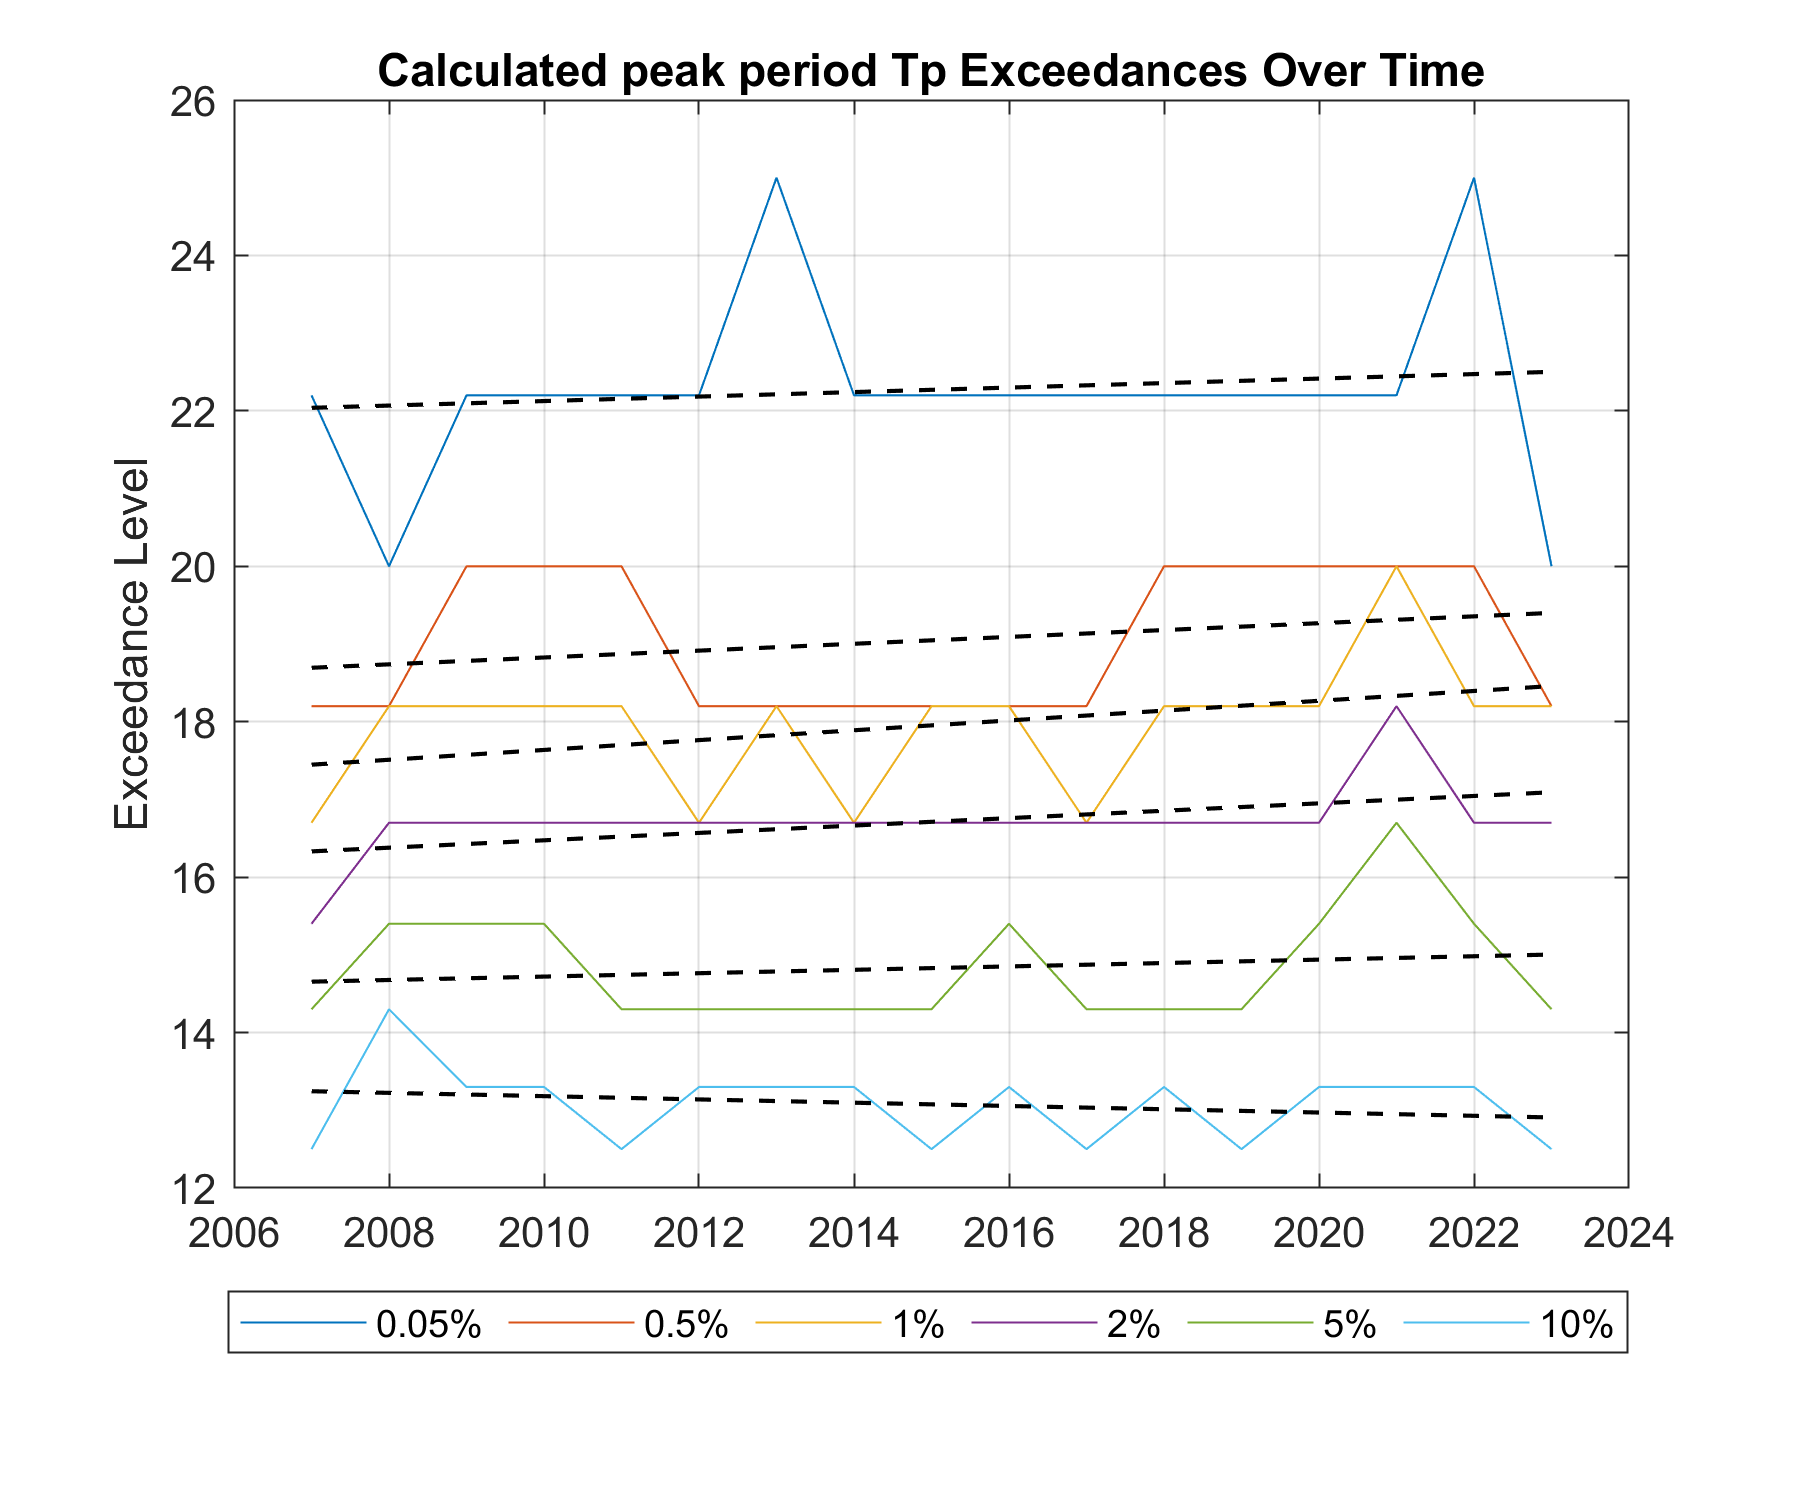 Calculated peak period Tp Exceedances Over Time
Exceedance Level
26
24
22
20
18
16
14
12
2006 2008 2010 2012 2014 2016 2018 2020 2022 2024
0.05% 0.5% 1% 2% 5% 10%